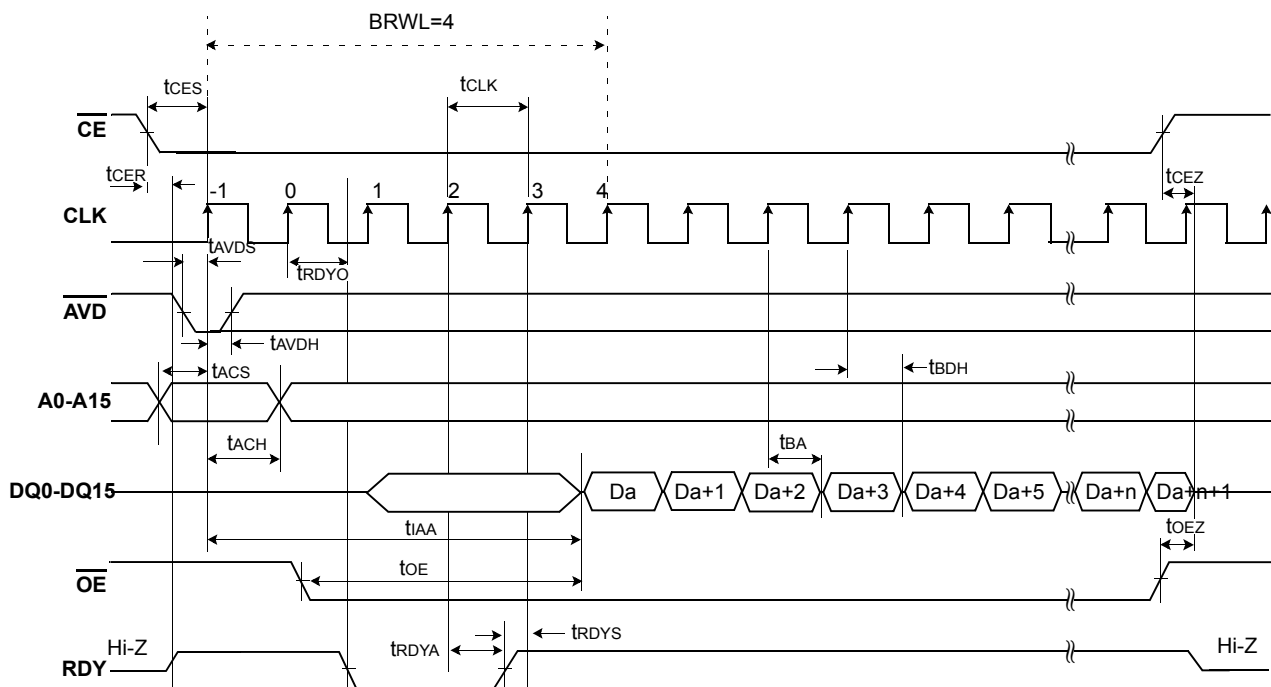 BRWL=4
tCES
tCLK
CE
tCER
tCEZ
-1 0 1 2 3 4
CLK
tAVDS
tRDYO
AVD
tAVDH
tACS
tBDH
A0-A15
tACH
tBA
DQ0-DQ15
Da Da+1 Da+2 Da+3 Da+4 Da+5 Da+n Da+n+1
tIAA
tOEZ
tOE
OE
tRDYS
Hi-Z
tRDYA
Hi-Z
RDY